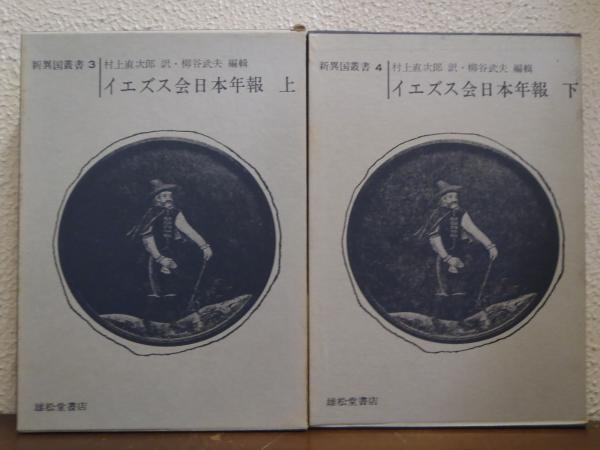 新異国叢書 3
村上直次郎 訳・柳谷武夫 編輯
イエズス会日本年報 上
雄松堂書店
新異国叢書 4
村上直次郎 訳・柳谷武夫 編輯
イエズス会日本年報 下
雄松堂書店